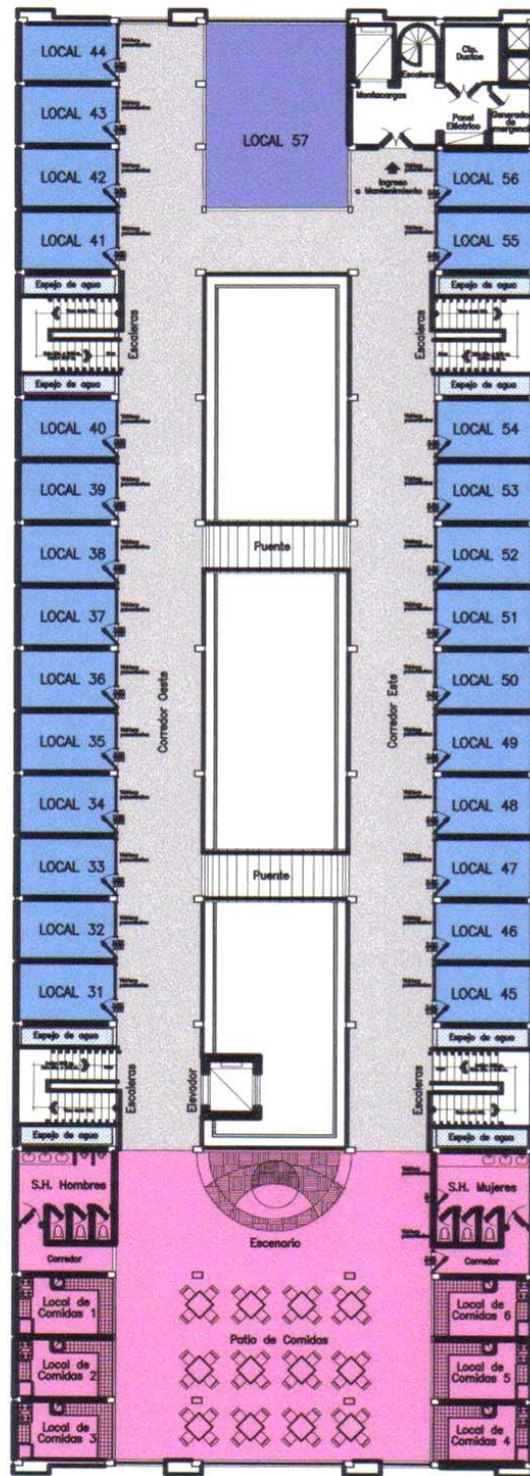 LOCAL 44
LOCAL 43
LOCAL 42
LOCAL 41
Espejo de agua
Escaleras
Espejo de agua
LOCAL 40
LOCAL 39
LOCAL 38
LOCAL 37
LOCAL 36
LOCAL 35
LOCAL 34
LOCAL 33
LOCAL 32
LOCAL 31
Espejo de agua
Escaleras
Espejo de agua
S.H. Hombres
Corredor
Local de
Comidas 1
Local de
Comidas 2
Local de
Comidas 3
Corredor Oeste
LOCAL 57
Puente
Puente
Elevador
Escenario
Patio de Comidas
Corredor Este
Montacargas
Escalera
Ctp.
Ductos
Panel
Eléctrico
Generador
de
Ingreso
a Mantenimiento
LOCAL 56
LOCAL 55
Espejo de agua
Escaleras
Espejo de agua
LOCAL 54
LOCAL 53
LOCAL 52
LOCAL 51
LOCAL 50
LOCAL 49
LOCAL 48
LOCAL 47
LOCAL 46
LOCAL 45
Espejo de agua
Escaleras
Espejo de agua
S.H. Mujeres
Corredor
Local de
Comidas 6
Local de
Comidas 5
Local de
Comidas 4